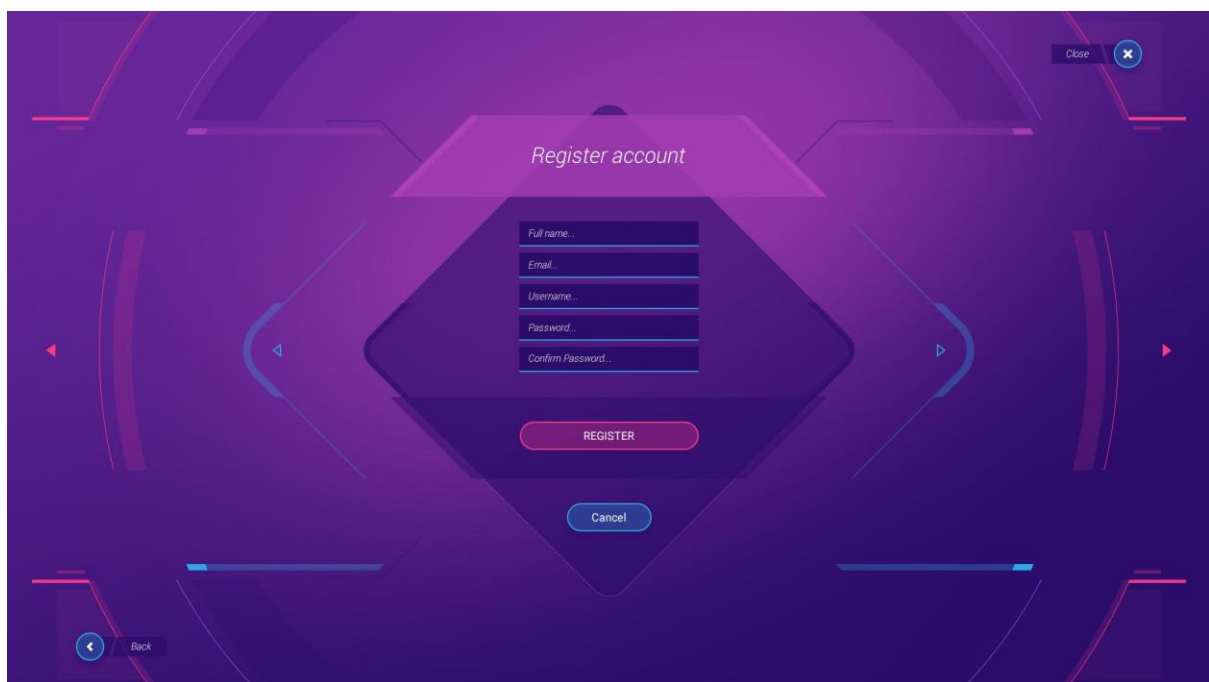 Close
Register account
Full name...
Email...
Username...
Password...
Confirm Password...
REGISTER
Cancel
Back